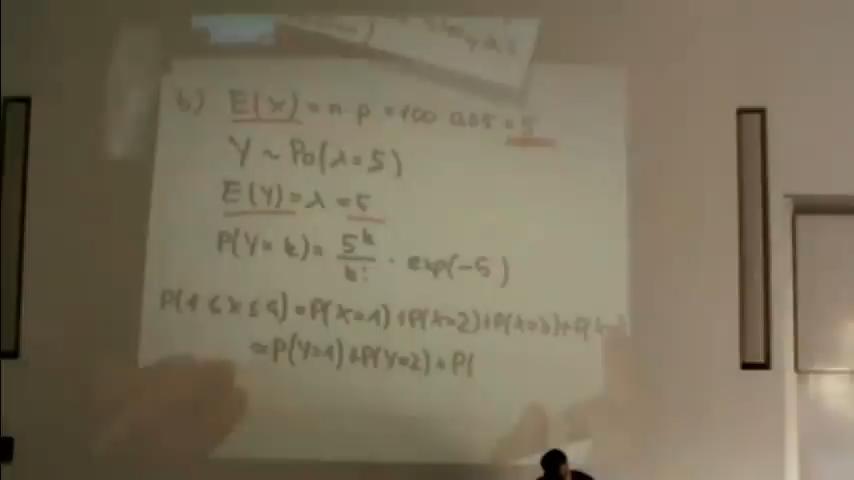 b) E(X) = n·p = 100·0.05 = 5
Y ~ Po(λ=5)
E(Y) = λ = 5
P(Y=k) = 5^k/k! · exp(-5)
P(1≤X≤4) = P(X=1)+P(X=2)+P(X=3)+P(
≈P(Y=1)+P(Y=2)+P(